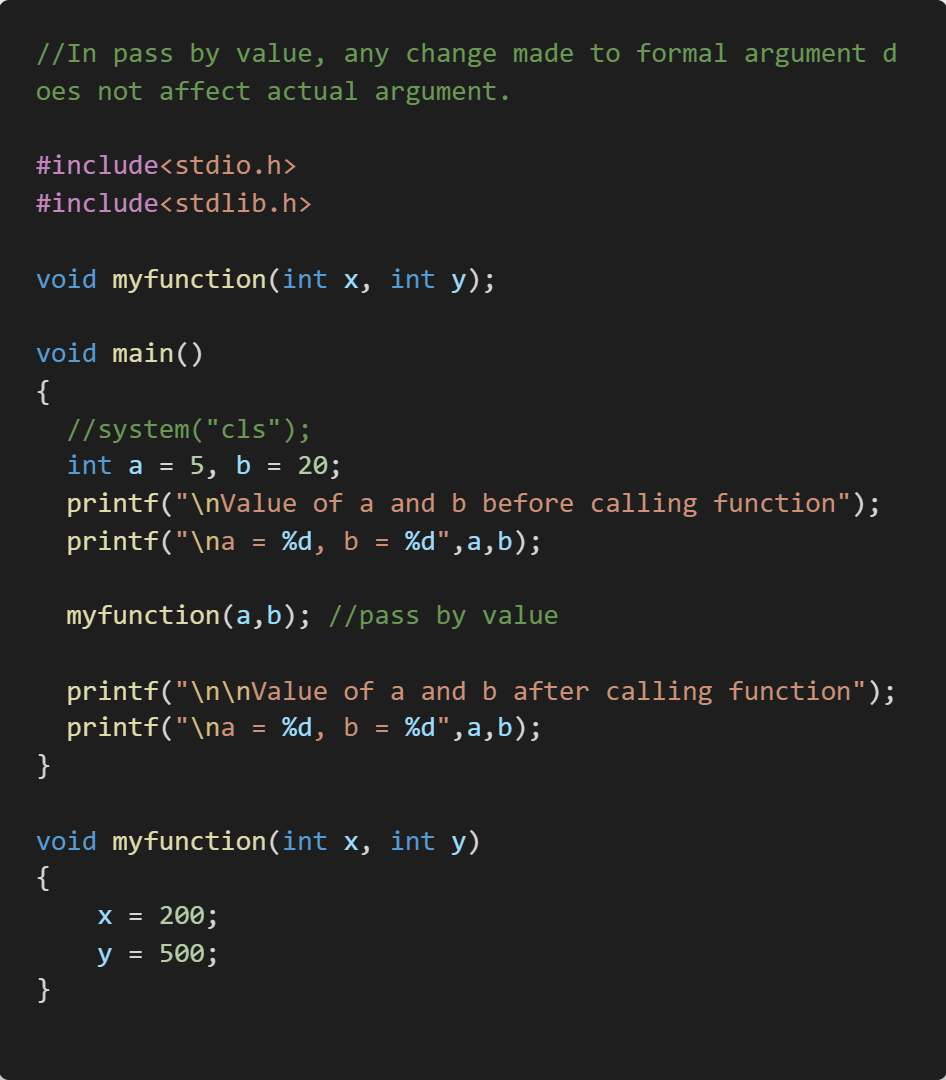 //In pass by value, any change made to formal argument d
oes not affect actual argument.
#include<stdio.h>
#include<stdlib.h>
void myfunction(int x, int y);
void main()
{
//system("cls");
int a = 5, b = 20;
printf("\nValue of a and b before calling function");
printf("\na = %d, b = %d",a,b);
myfunction(a,b); //pass by value
printf("\n\nValue of a and b after calling function");
printf("\na = %d, b = %d",a,b);
}
void myfunction(int x, int y)
{
x = 200;
y = 500;
}